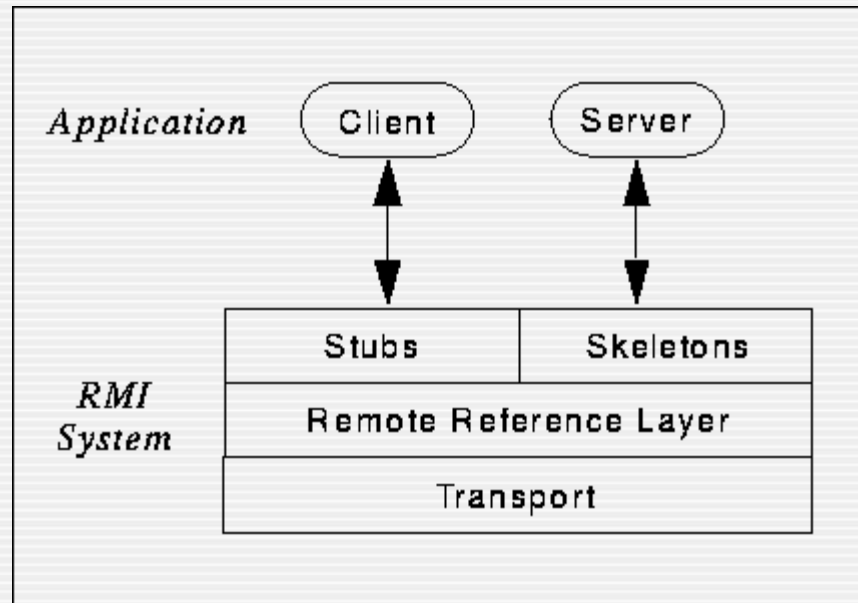 Application
Client
Server
Stubs
Skeletons
RMI
System
Remote Reference Layer
Transport